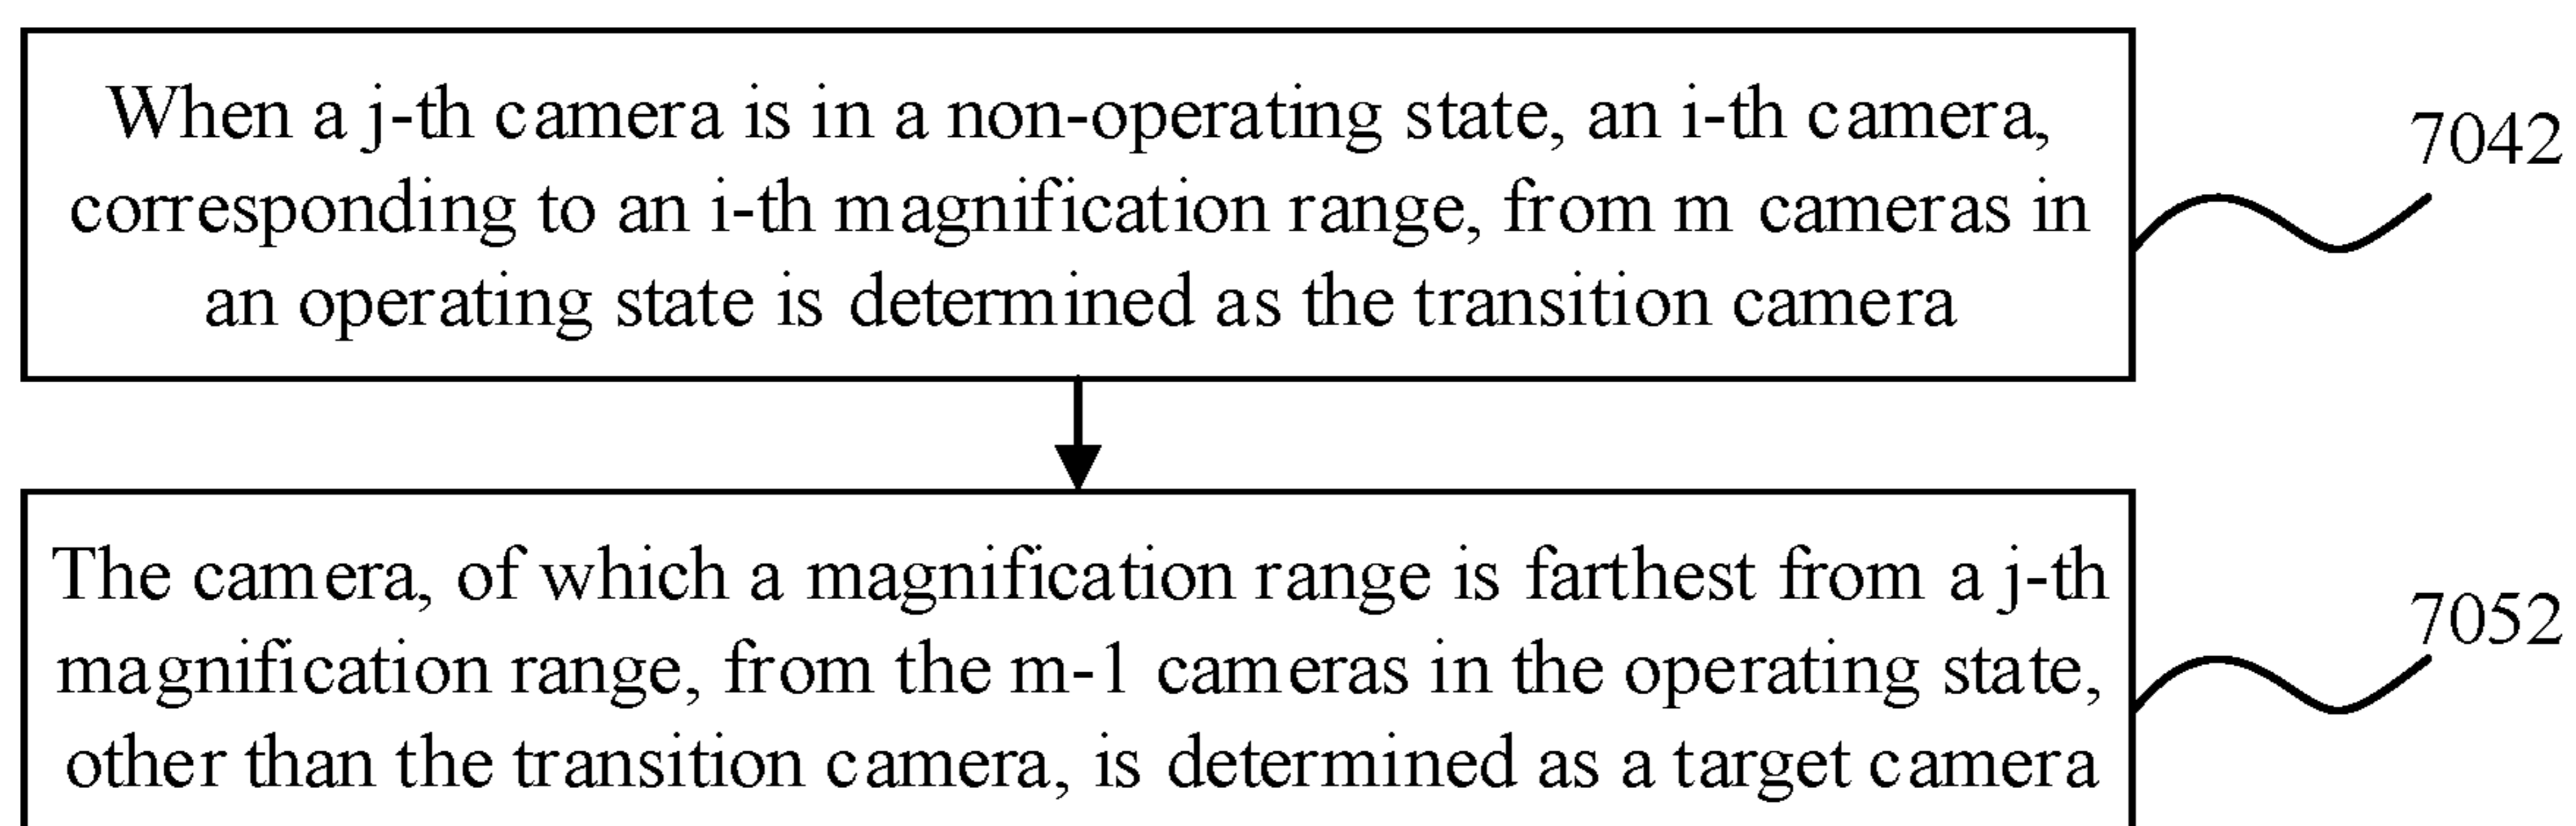 When a j-th camera is in a non-operating state, an i-th camera,
corresponding to an i-th magnification range, from m cameras in
an operating state is determined as the transition camera
7042
The camera, of which a magnification range is farthest from a j-th
magnification range, from the m-1 cameras in the operating state,
other than the transition camera, is determined as a target camera
7052